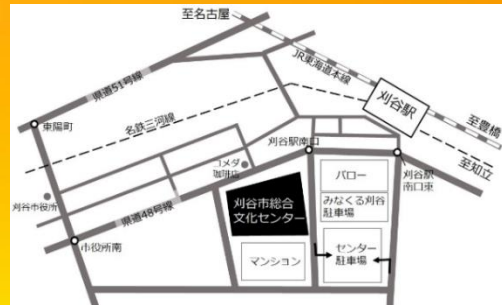 至名古屋
JR東海道本線
県道51号線
刈谷駅
東陽町
名鉄三河線
至豊橋
刈谷駅南口
至知立
コメダ
珈琲店
バロー
刈谷駅
南口東
刈谷市役所
みなくる刈谷
駐車場
県道48号線
刈谷市総合
文化センター
市役所南
マンション
センター
駐車場